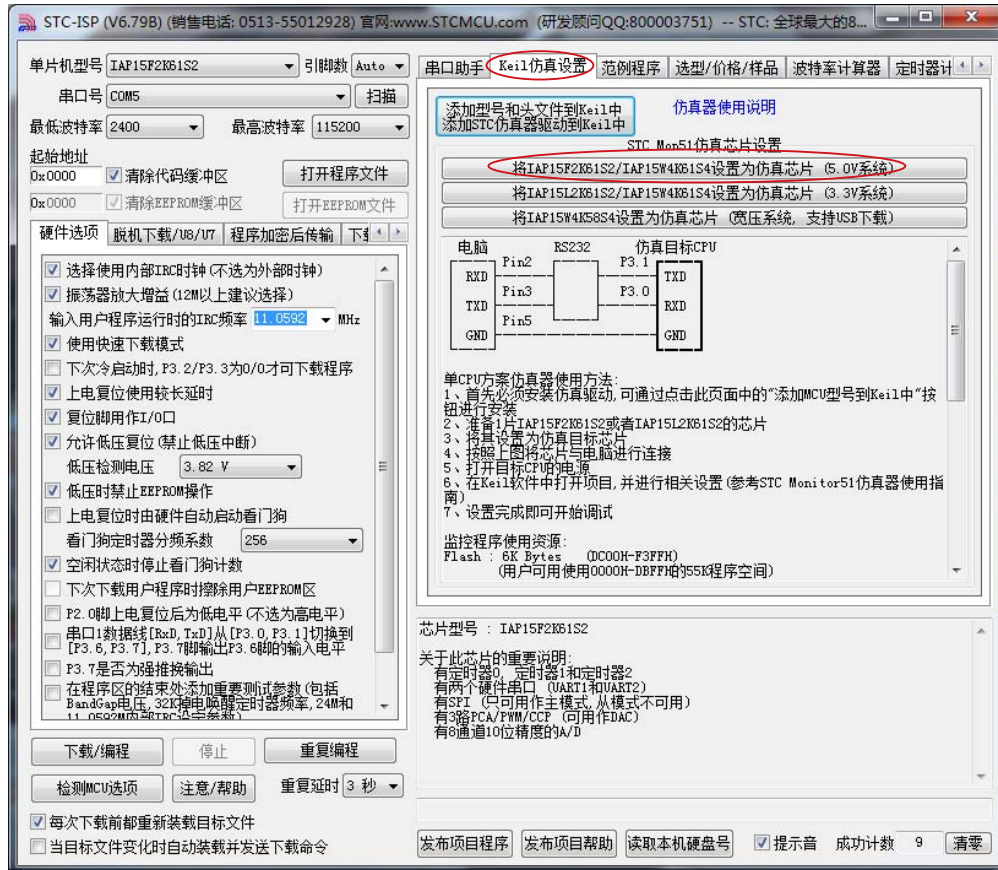 STC-ISP (V6.79B) (销售电话: 0513-55012928) 官网:www.STCMCU.com (研发顾问QQ:800003751) -- STC: 全球最大的8...
单片机型号 IAP15F2K61S2 引脚数 Auto
串口号 COM5 扫描
最低波特率 2400 最高波特率 115200
起始地址
0x0000 清除代码缓冲区 打开程序文件
0x0000 清除EEPROM缓冲区 打开EEPROM文件
硬件选项 脱机下载/U8/U7 程序加密后传输
选择使用内部IRC时钟(不选为外部时钟)
振荡器放大增益(12M以上建议选择)
输入用户程序运行时的IRC频率 11.0592 MHz
使用快速下载模式
下次冷启动时,P3.2/P3.3为0/0才可下载程序
上电复位使用较长延时
复位脚用作I/O口
允许低压复位(禁止低压中断)
低压检测电压 3.82 V
低压时禁止EEPROM操作
上电复位时由硬件自动启动看门狗
看门狗定时器分频系数 256
空闲状态时停止看门狗计数
下次下载用户程序时擦除用户EEPROM区
P2.0脚上电复位后为低电平(不选为高电平)
串口1数据线[RxD,TxD]从[P3.0,P3.1]切换到
[P3.6,P3.7],P3.7脚输出P3.6脚的输入电平
P3.7是否为强推换输出
在程序区的结束处添加重要测试参数(包括
BandGap电压,32K掉电唤醒定时器频率,24M和
11.0592M内部IRC设定参数)
下载/编程 停止 重复编程
检测MCU选项 注意/帮助 重复延时 3 秒
每次下载前都重新装载目标文件
当目标文件变化时自动装载并发送下载命令
串口助手 Keil仿真设置 范例程序 选型/价格/样品 波特率计算器 定时器计
添加型号和头文件到Keil中
添加STC仿真器驱动到Keil中
仿真器使用说明
STC Mon51仿真芯片设置
将IAP15F2K61S2/IAP15W4K61S4设置为仿真芯片 (5.0V系统)
将IAP15L2K61S2/IAP15W4K61S4设置为仿真芯片 (3.3V系统)
将IAP15W4K58S4设置为仿真芯片 (宽压系统, 支持USB下载)
电脑 RS232 仿真目标CPU
Pin2 P3.1
RXD TXD
Pin3 P3.0
TXD RXD
Pin5
GND GND
单CPU方案仿真器使用方法:
1、首先必须安装仿真驱动,可通过点击此页面中的“添加MCU型号到Keil中“按
钮进行安装
2、准备1片IAP15F2K61S2或者IAP15L2K61S2的芯片
3、将其设置为仿真目标芯片
4、按照上图将芯片与电脑进行连接
5、打开目标CPU的电源
6、在Keil软件中打开项目,并进行相关设置(参考STC Monitor51仿真器使用指
南)
7、设置完成即可开始调试
监控程序使用资源:
Flash : 6K Bytes (DC00H-F3FFH)
(用户可用使用0000H-DBFFH的55K程序空间)
芯片型号 : IAP15F2K61S2
关于此芯片的重要说明:
有定时器0、定时器1和定时器2
有两个硬件串口 (UART1和UART2)
有SPI (只可用作主模式,从模式不可用)
有3路PCA/PWM/CCP (可用作DAC)
有8通道10位精度的A/D
发布项目程序 发布项目帮助 读取本机硬盘号 提示音 成功计数 9 清零